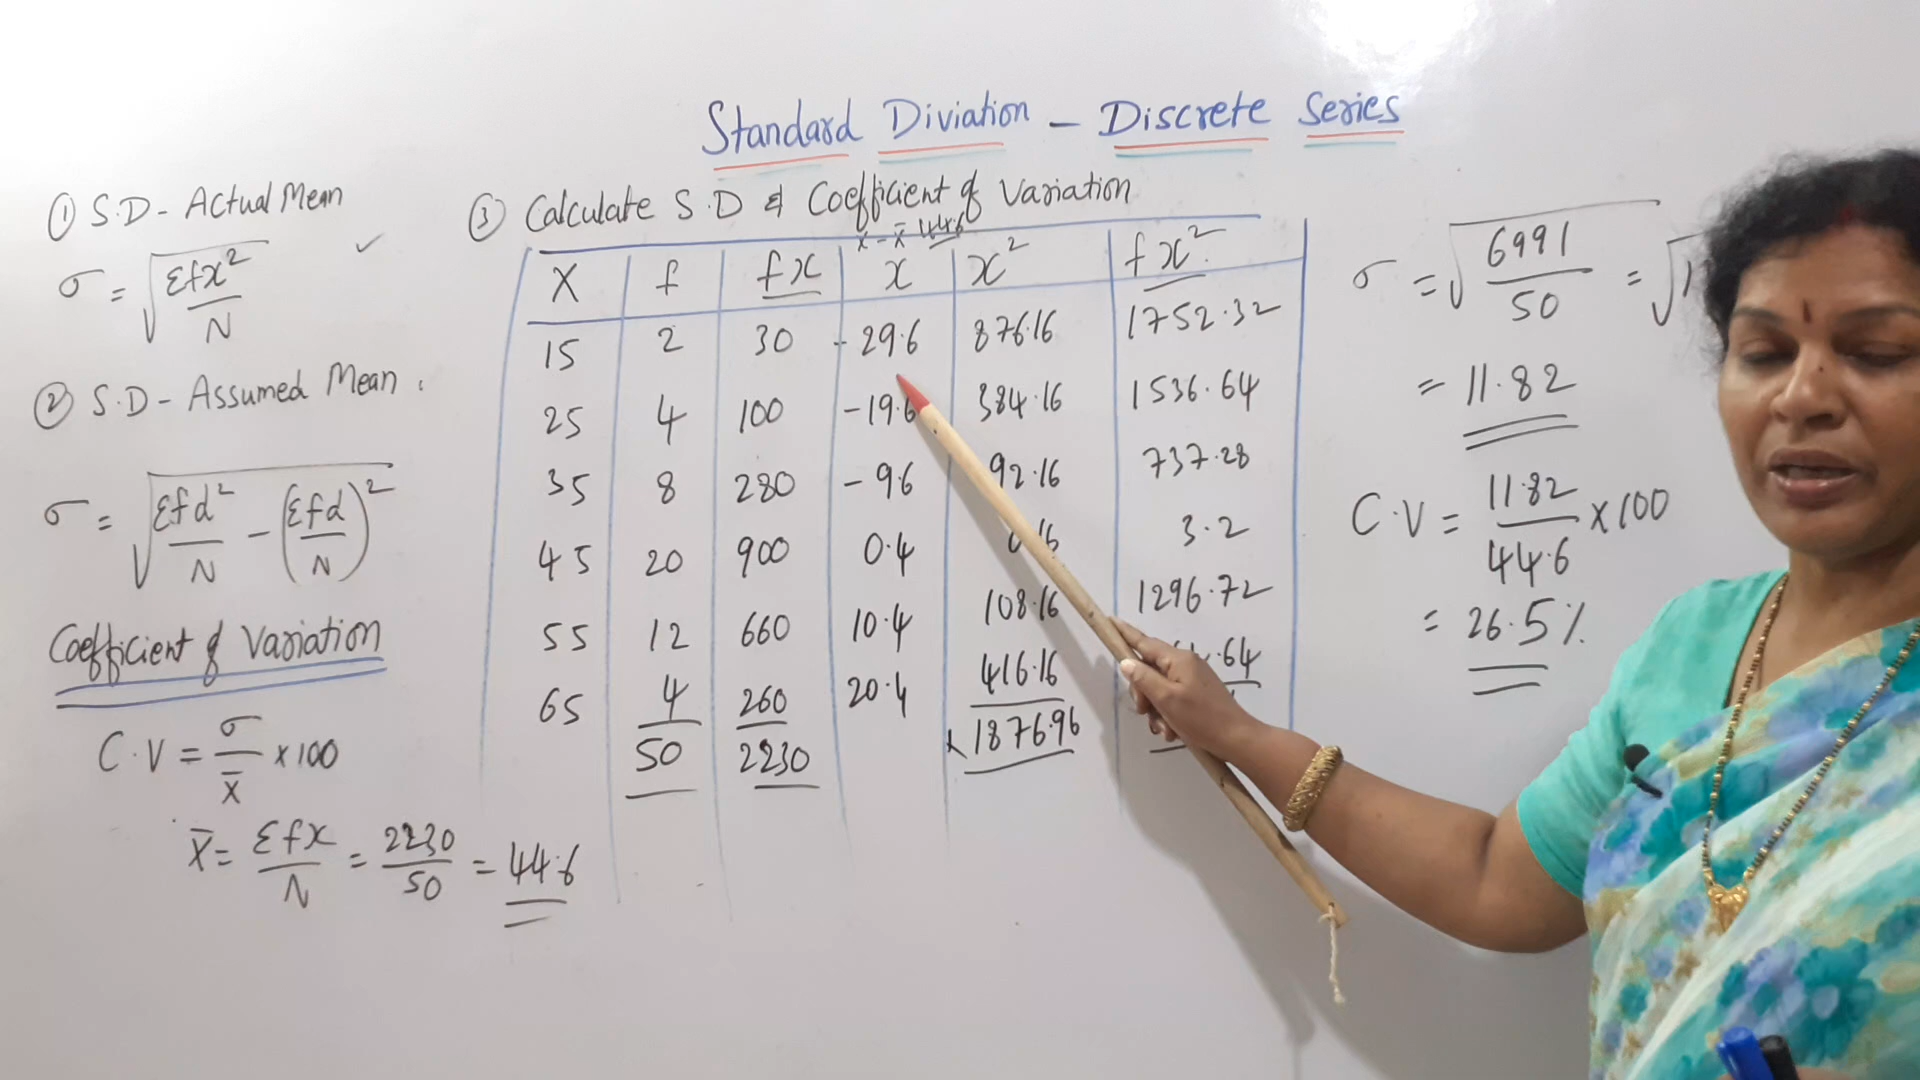 Standard Diviation - Discrete Series
① S.D - Actual Mean
σ = √(Σfx²/N)
② S.D - Assumed Mean.
σ = √(Σfd²/N - (Σfd/N)²)
Coefficient of Variation
C.V = σ/x̄ × 100
X̄ = Σfx/N = 2230/50 = 44.6
③ Calculate S.D & Coefficient of Variation
x - x̄ 44.6
X f fx x x² fx²
15 2 30 -29.6 876.16 1752.32
25 4 100 -19.6 384.16 1536.64
35 8 280 -9.6 92.16 737.28
45 20 900 0.4 3.2
55 12 660 10.4 108.16 1296.72
65 4 260 20.4 416.16 .64
50 2230 1876.96
σ = √(6991/50) = √1
= 11.82
C.V = 11.82/44.6 × 100
= 26.5%